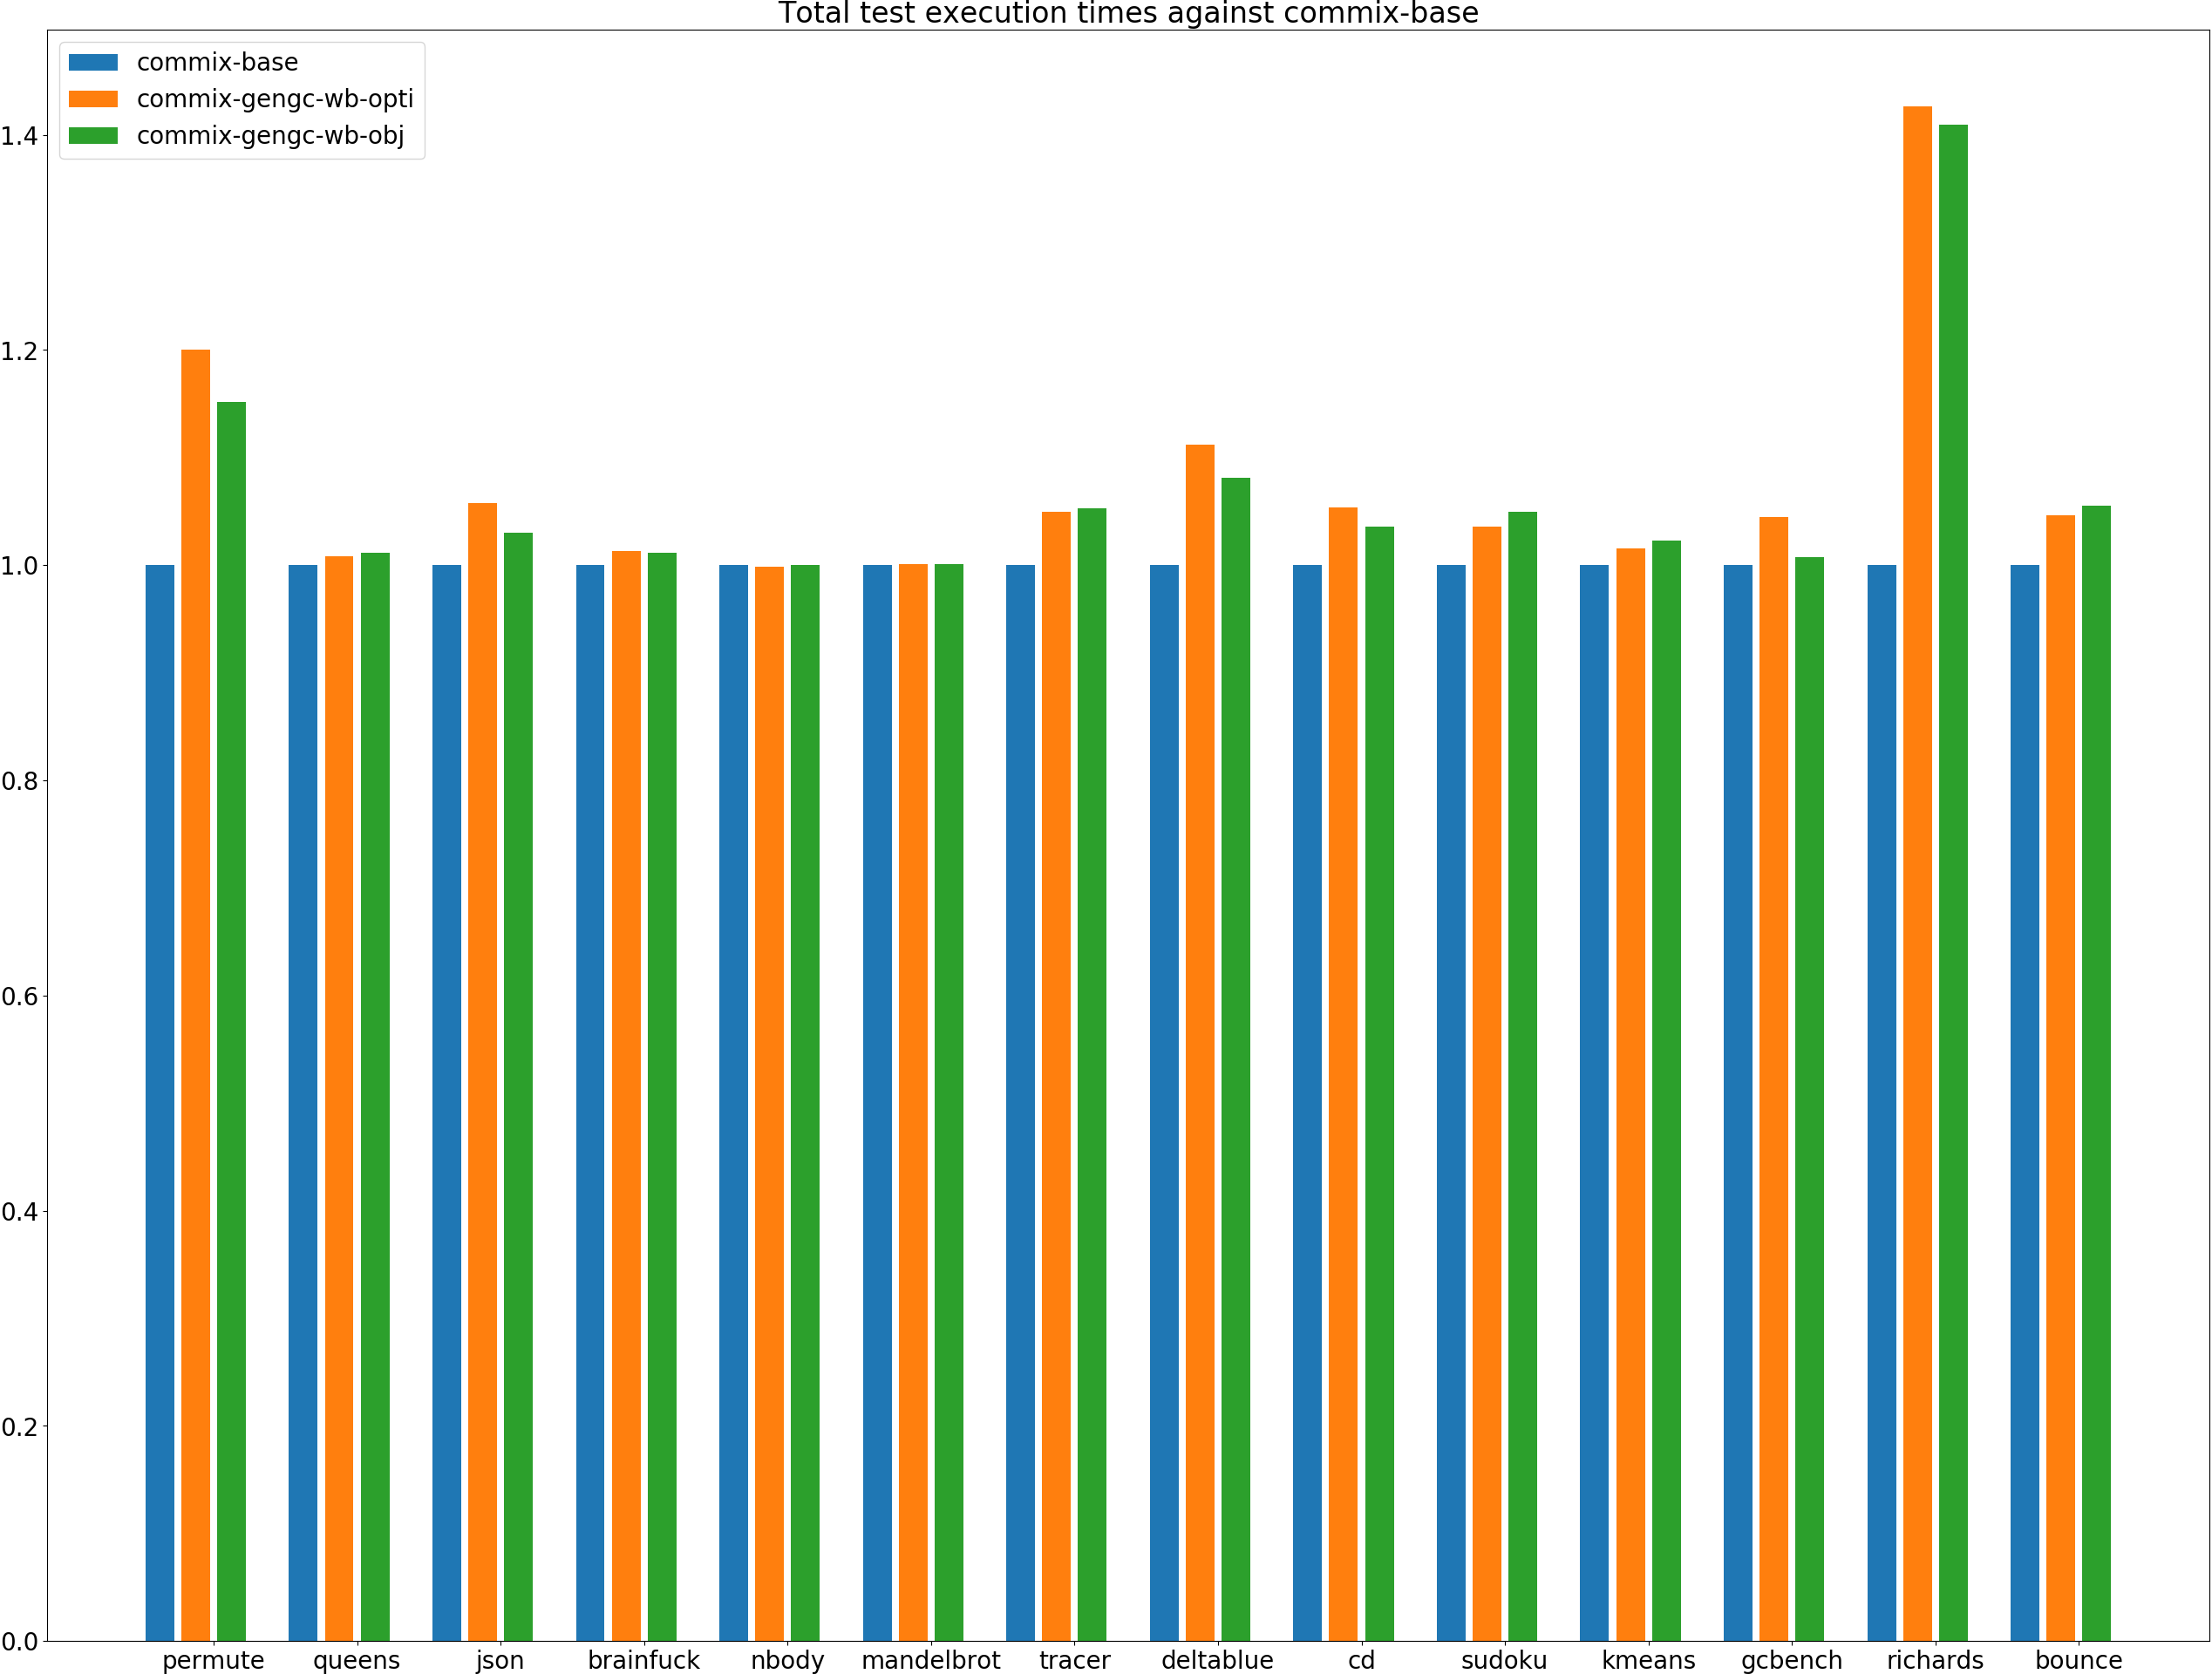 Total test execution times against commix-base
commix-base
commix-gengc-wb-opti
commix-gengc-wb-obj
1.4
1.2
1.0
0.8
0.6
0.4
0.2
0.0
permute queens json brainfuck nbody mandelbrot tracer deltablue cd sudoku kmeans gcbench richards bounce